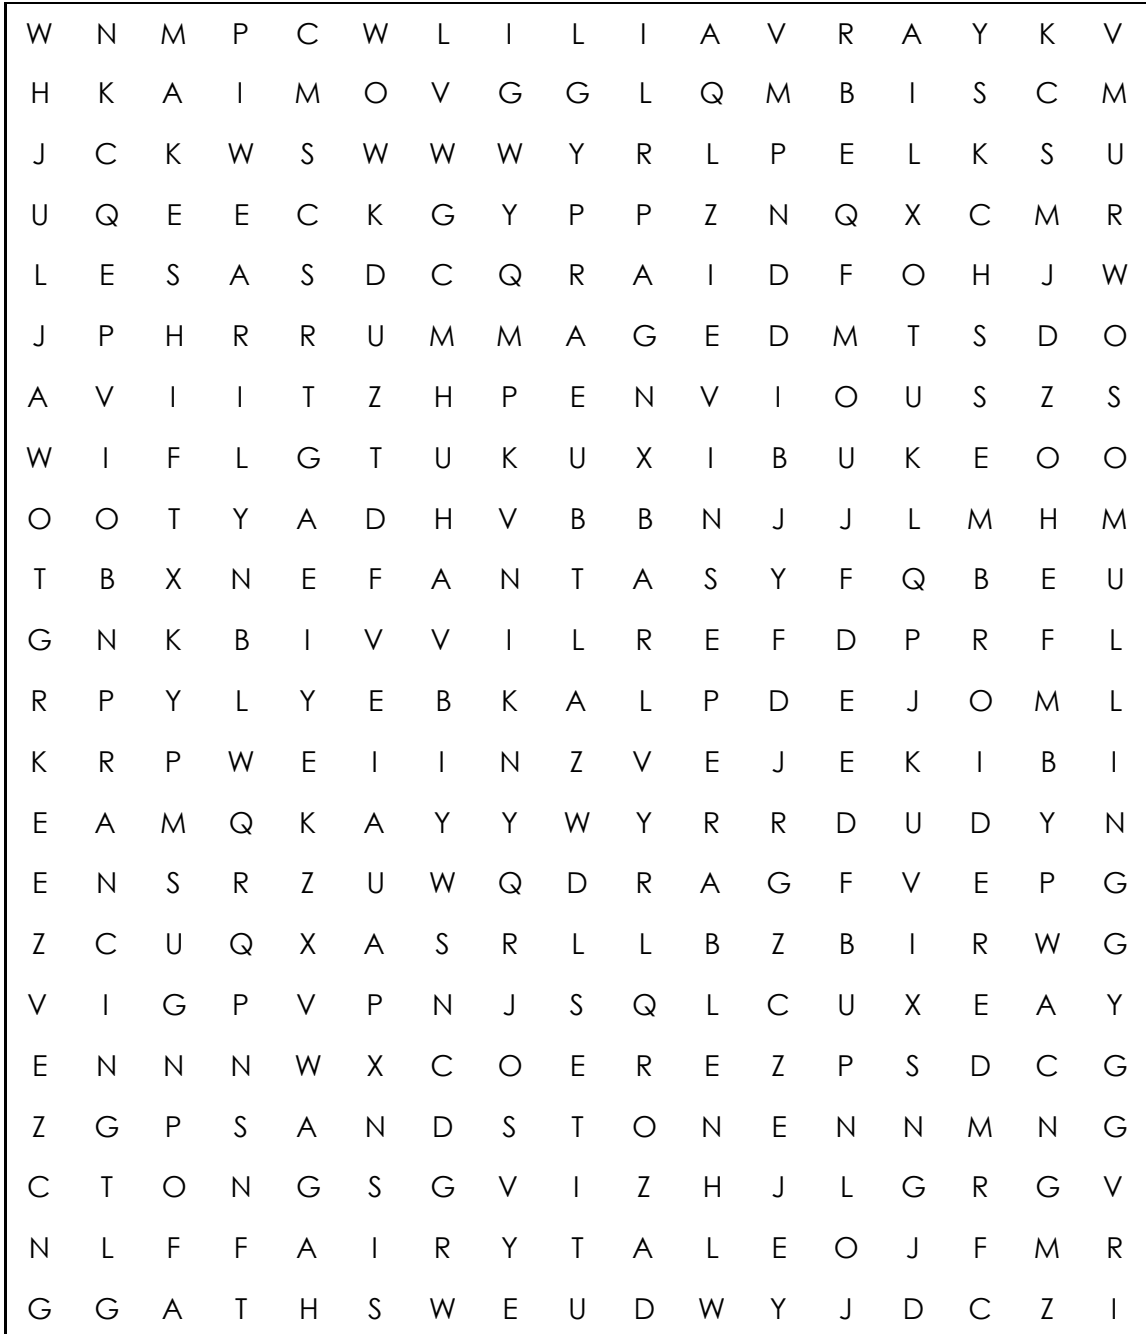 W N M P C W L I L I A V R A Y K V
H K A I M O V G G L Q M B I S C M
J C K W S W W W Y R L P E L K S U
U Q E E C K G Y P P Z N Q X C M R
L E S A S D C Q R A I D F O H J W
J P H R R U M M A G E D M T S D O
A V I I T Z H P E N V I O U S Z S
W I F L G T U K U X I B U K E O O
O O T Y A D H V B B N J J L M H M
T B X N E F A N T A S Y F Q B E U
G N K B I V V I L R E F D P R F L
R P Y L Y E B K A L P D E J O M L
K R P W E I I N Z V E J E K I B I
E A M Q K A Y Y W Y R R D U D Y N
E N S R Z U W Q D R A G F V E P G
Z C U Q X A S R L L B Z B I R W G
V I G P V P N J S Q L C U X E A Y
E N N N W X C O E R E Z P S D C G
Z G P S A N D S T O N E N N M N G
C T O N G S G V I Z H J L G R G V
N L F F A I R Y T A L E O J F M R
G G A T H S W E U D W Y J D C Z I